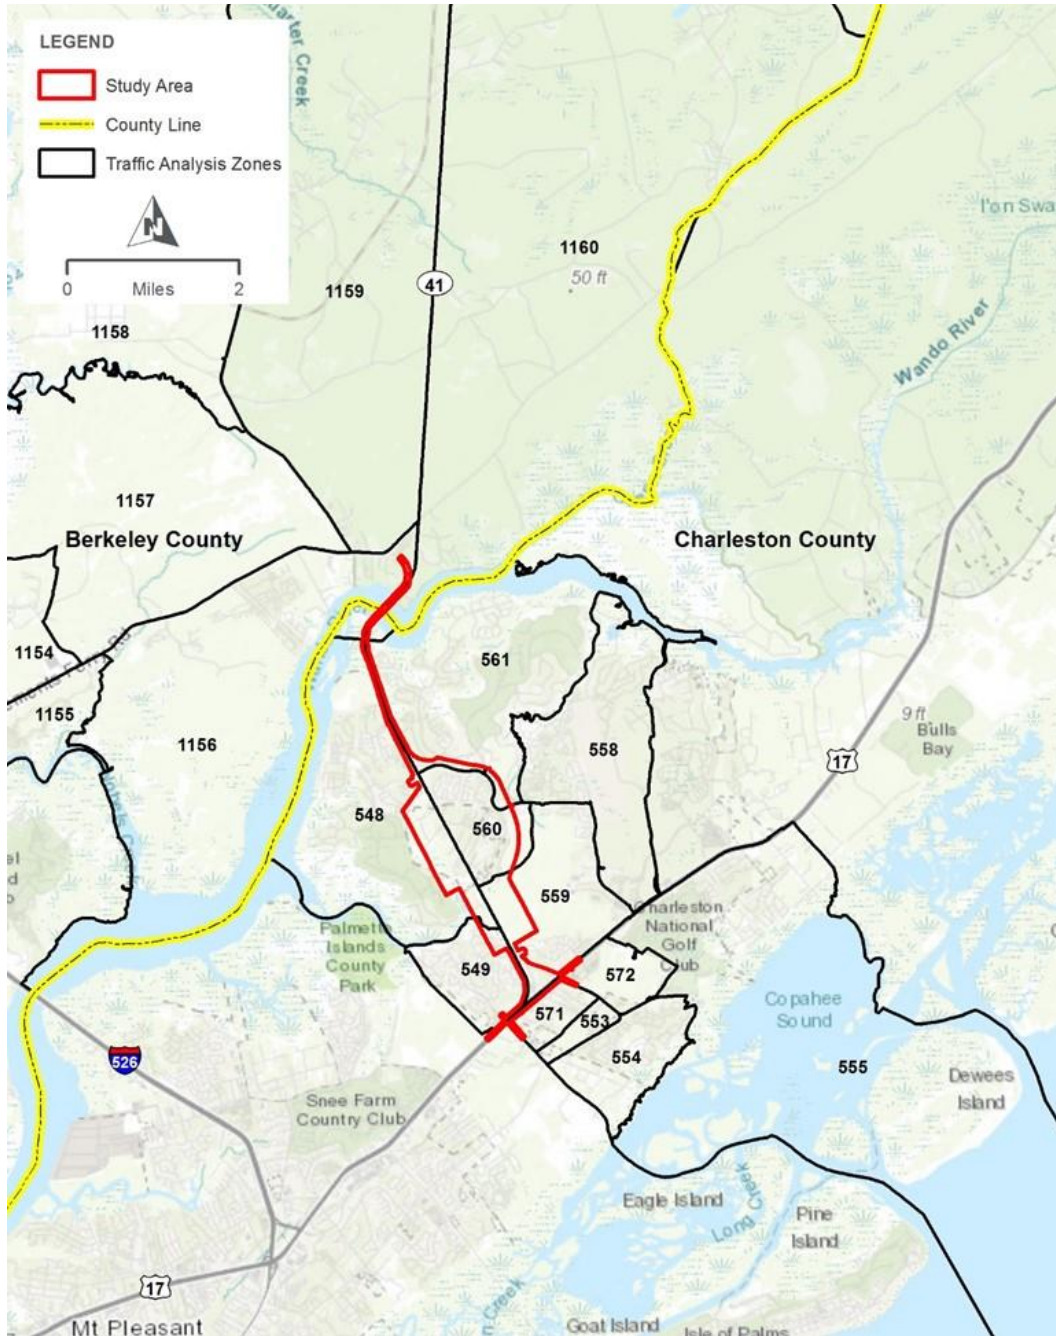 LEGEND
Study Area
County Line
Traffic Analysis Zones
N
0 Miles 2
uarter Creek
I'on Swa
1160
50 ft
1159
41
1158
Wando River
1157
Berkeley County
Charleston County
1154
561
1155
9 ft
Bulls
Bay
1156
558
17
548
560
559
Charleston
National
Golf
Club
Palmetto
Islands
County
Park
549
572
571
553
Copahee
Sound
554
555
526
Dewees
Island
Snee Farm
Country Club
Eagle Island
Long Creek
Pine
Island
17
Mt Pleasant
Creek
Goat Island
Isle of Palms